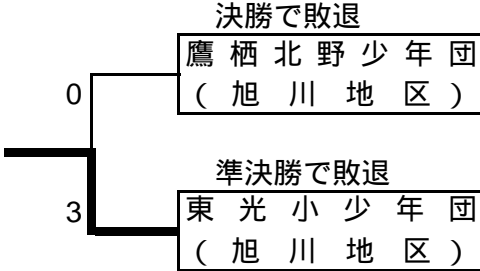 決勝で敗退
鷹栖北野少年団
(旭川地区)
0
準決勝で敗退
3
東光小少年団
(旭川地区)